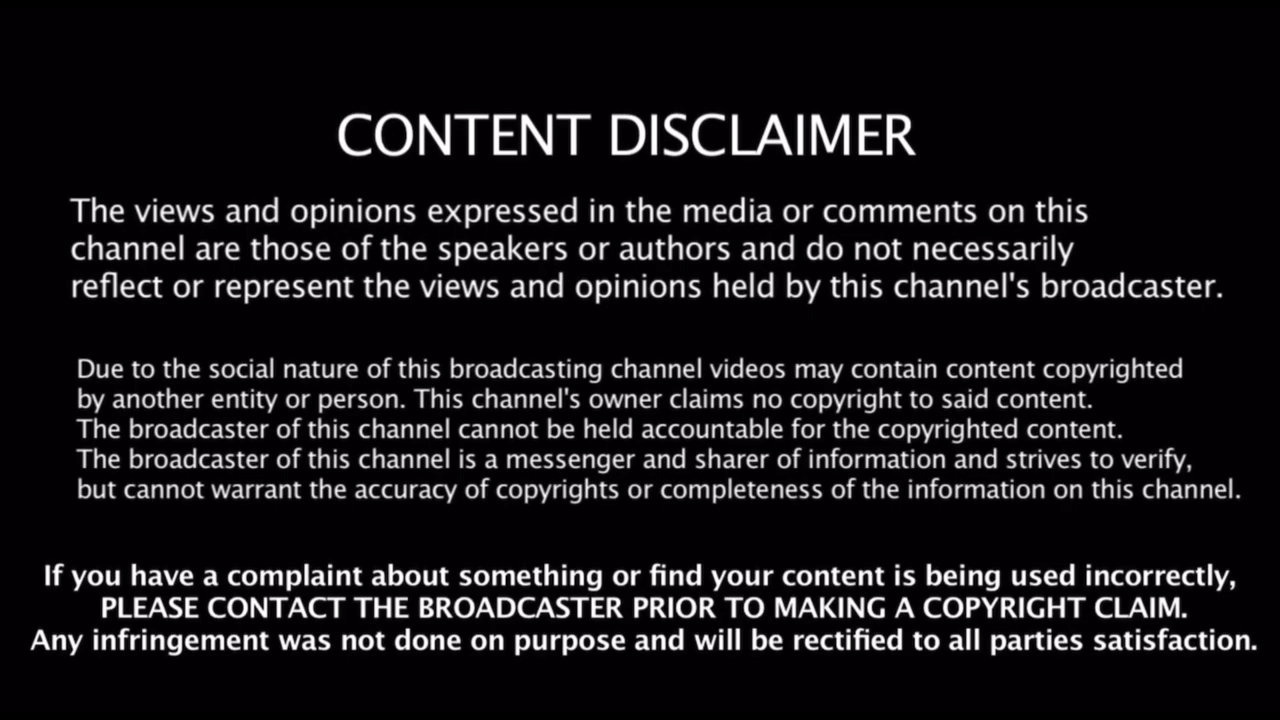 CONTENT DISCLAIMER
The views and opinions expressed in the media or comments on this
channel are those of the speakers or authors and do not necessarily
reflect or represent the views and opinions held by this channel's broadcaster.
Due to the social nature of this broadcasting channel videos may contain content copyrighted
by another entity or person. This channel's owner claims no copyright to said content.
The broadcaster of this channel cannot be held accountable for the copyrighted content.
The broadcaster of this channel is a messenger and sharer of information and strives to verify,
but cannot warrant the accuracy of copyrights or completeness of the information on this channel.
If you have a complaint about something or find your content is being used incorrectly,
PLEASE CONTACT THE BROADCASTER PRIOR TO MAKING A COPYRIGHT CLAIM.
Any infringement was not done on purpose and will be rectified to all parties satisfaction.